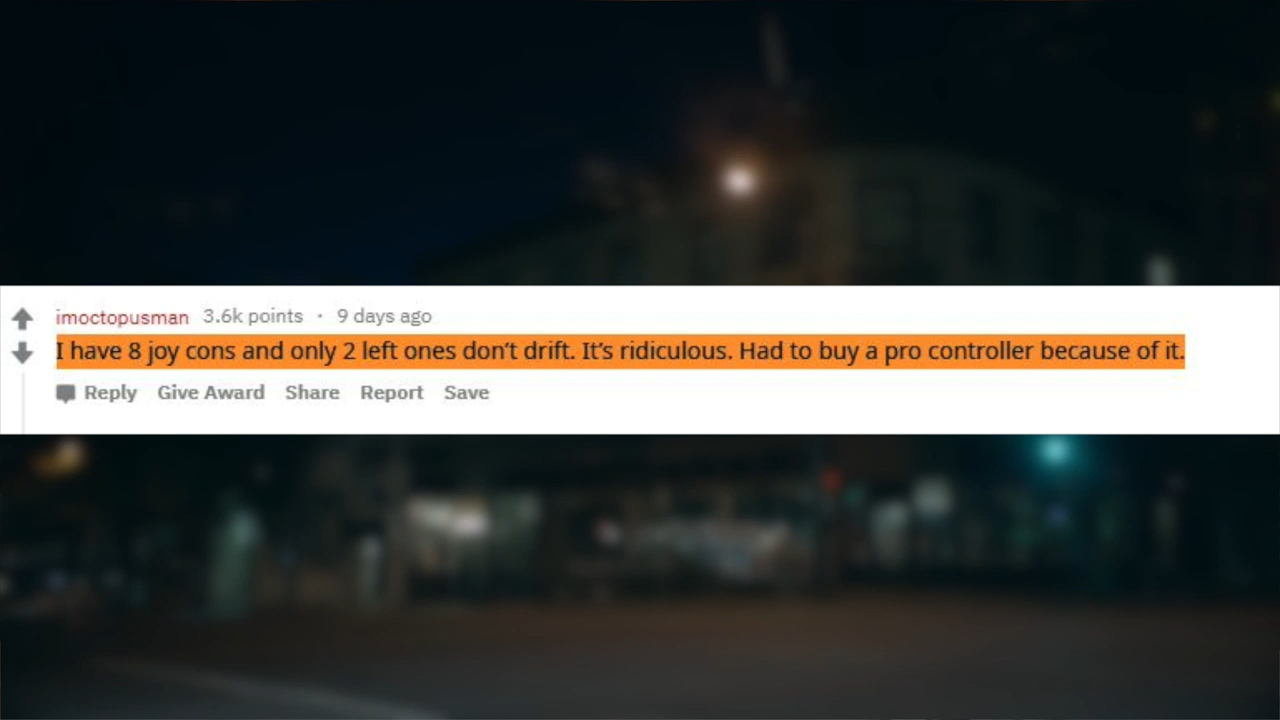 imoctopusman 3.6k points · 9 days ago
I have 8 joy cons and only 2 left ones don’t drift. It’s ridiculous. Had to buy a pro controller because of it.
Reply Give Award Share Report Save